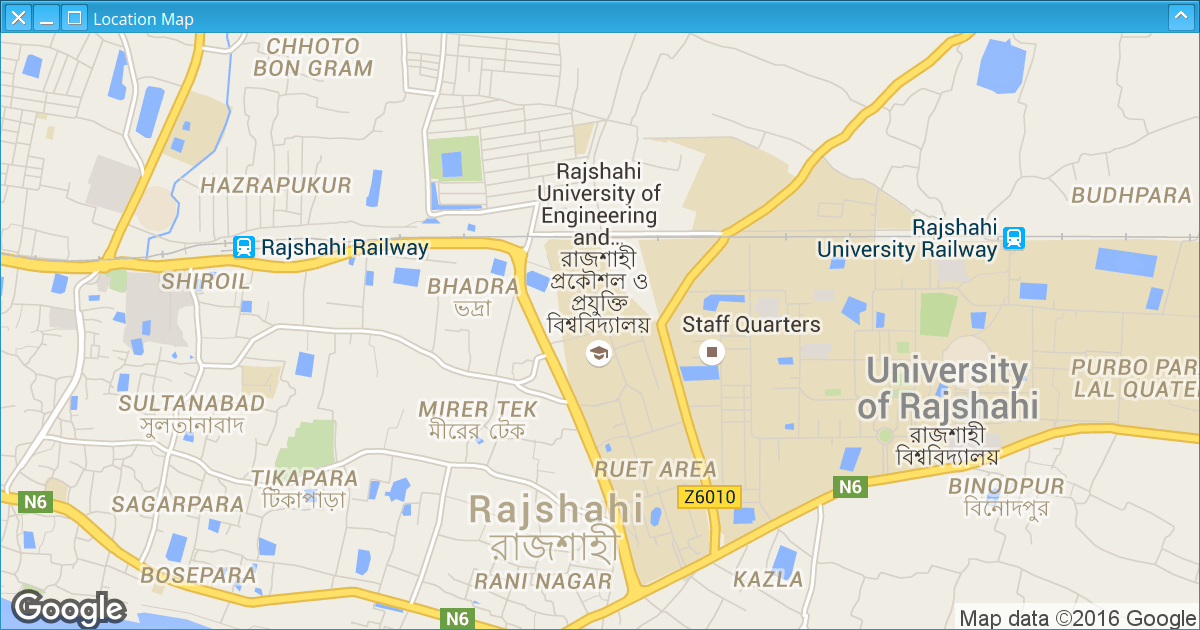 Location Map
CHHOTO
BON GRAM
HAZRAPUKUR
Rajshahi
University of
Engineering
and...
রাজশাহী
প্রকৌশল ও
প্রযুক্তি
বিশ্ববিদ্যালয়
BUDHPARA
Rajshahi
University Railway
Rajshahi Railway
SHIROIL
BHADRA
ভদ্রা
Staff Quarters
University
of Rajshahi
রাজশাহী
বিশ্ববিদ্যালয়
PURBO PAR
LAL QUATE
SULTANABAD
সুলতানাবাদ
MIRER TEK
মীরের টেক
RUET AREA
TIKAPARA
টিকাপাড়া
Z6010
N6
BINODPUR
বিনোদপুর
N6
SAGARPARA
Rajshahi
রাজশাহী
BOSEPARA
RANI NAGAR
KAZLA
Google
N6
Map data ©2016 Google